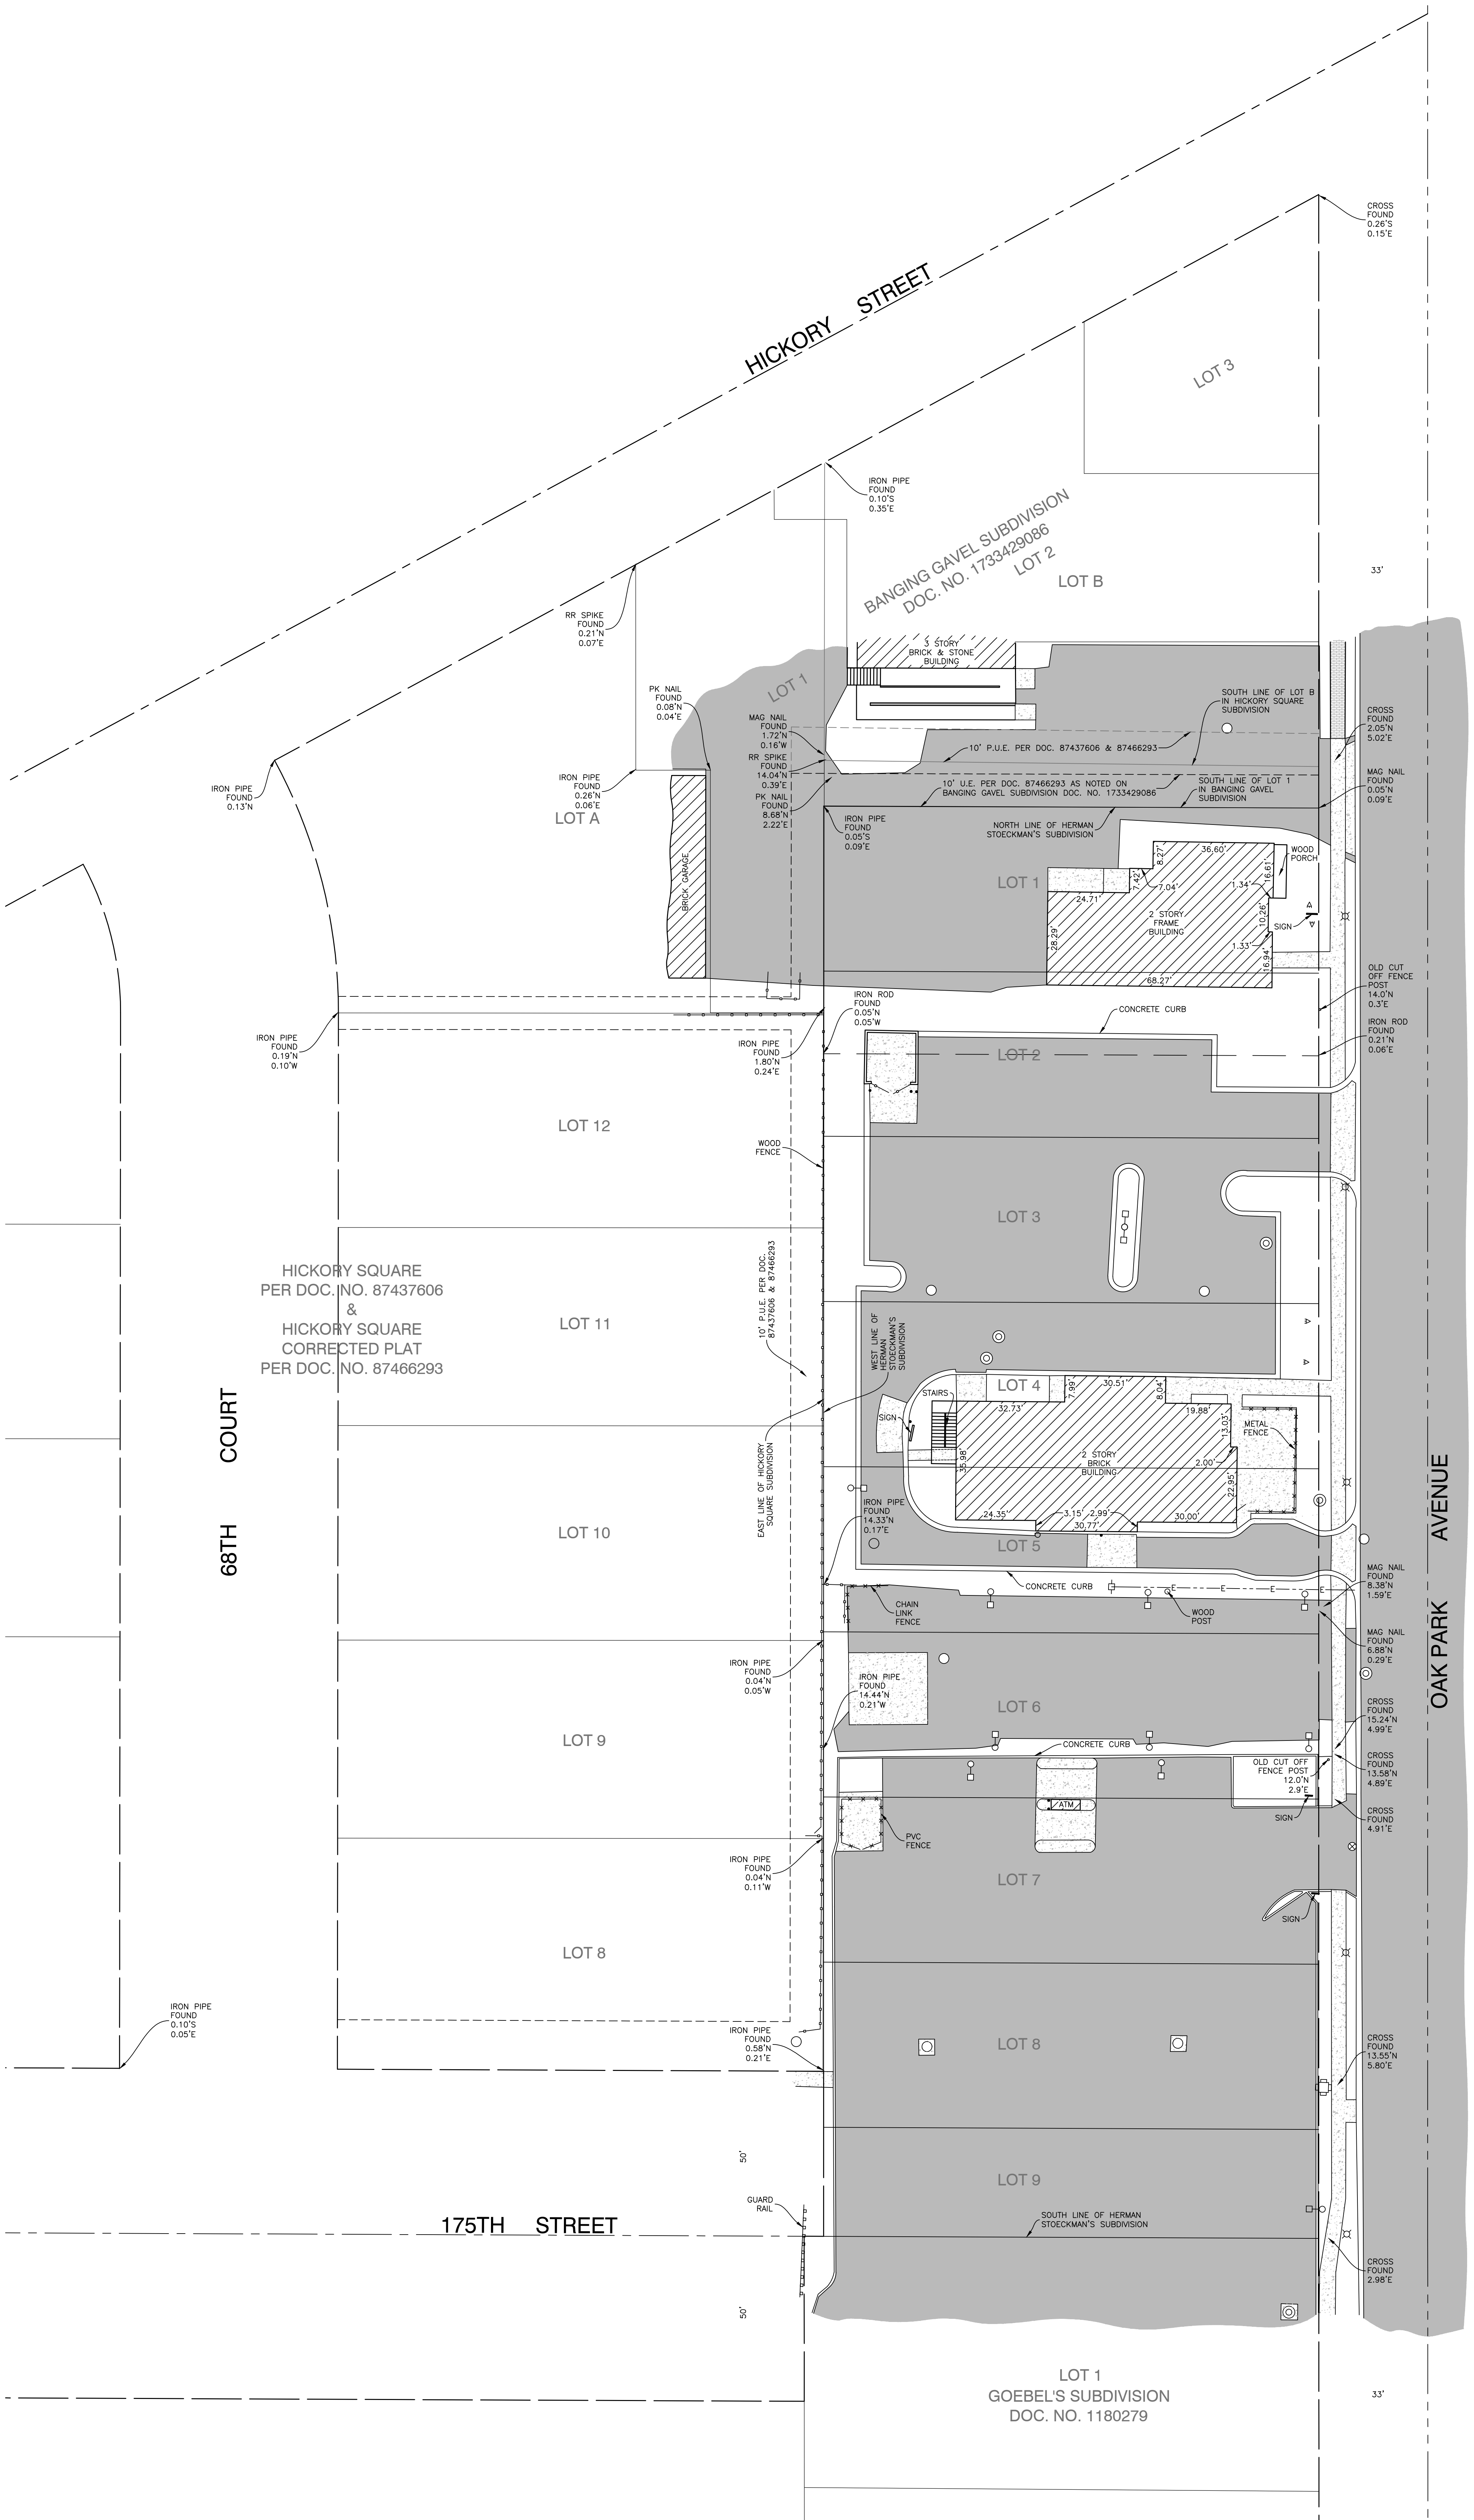 CROSS
FOUND
0.26'S
0.15'E
HICKORY STREET
LOT 3
IRON PIPE
FOUND
0.10'S
0.35'E
BANGING GAVEL SUBDIVISION
DOC. NO. 1733429086
LOT 2
LOT B
33'
RR SPIKE
FOUND
0.21'N
0.07'E
3 STORY
BRICK & STONE
BUILDING
LOT 1
PK NAIL
FOUND
0.08'N
0.04'E
SOUTH LINE OF LOT B
IN HICKORY SQUARE
SUBDIVISION
CROSS
FOUND
2.05'N
5.02'E
MAG NAIL
FOUND
1.72'N
0.16'W
RR SPIKE
FOUND
14.04'N
0.39'E
PK NAIL
FOUND
8.68'N
2.22'E
10' P.U.E. PER DOC. 87437606 & 87466293
IRON PIPE
FOUND
0.13'N
IRON PIPE
FOUND
0.26'N
0.06'E
LOT A
10' U.E. PER DOC. 87466293 AS NOTED ON
BANGING GAVEL SUBDIVISION DOC. NO. 1733429086
SOUTH LINE OF LOT 1
IN BANGING GAVEL
SUBDIVISION
MAG NAIL
FOUND
0.05'N
0.09'E
IRON PIPE
FOUND
0.05'S
0.09'E
NORTH LINE OF HERMAN
STOECKMAN'S SUBDIVISION
BRICK GARAGE
LOT 1
36.60'
8.27'
7.42'
7.04'
24.71'
28.29'
16.61'
1.34'
10.26'
1.33'
16.94'
68.27'
WOOD
PORCH
2 STORY
FRAME
BUILDING
SIGN
OLD CUT
OFF FENCE
POST
14.0'N
0.3'E
IRON ROD
FOUND
0.05'N
0.05'W
CONCRETE CURB
IRON ROD
FOUND
0.21'N
0.06'E
IRON PIPE
FOUND
0.19'N
0.10'W
IRON PIPE
FOUND
1.80'N
0.24'E
LOT 2
LOT 12
WOOD
FENCE
LOT 3
HICKORY SQUARE
PER DOC. NO. 87437606
&
HICKORY SQUARE
CORRECTED PLAT
PER DOC. NO. 87466293
LOT 11
10' P.U.E. PER DOC.
87437606 & 87466293
WEST LINE OF
HERMAN
STOECKMAN'S
SUBDIVISION
EAST LINE OF HICKORY
SQUARE SUBDIVISION
68TH COURT
LOT 4
STAIRS
SIGN
32.73'
7.99'
30.51'
8.04'
19.88'
13.03'
2.00'
22.95'
35.98'
24.35'
3.15'
2.99'
30.77'
30.00'
2 STORY
BRICK
BUILDING
METAL
FENCE
IRON PIPE
FOUND
14.33'N
0.17'E
LOT 10
LOT 5
CONCRETE CURB
E E E E
CHAIN
LINK
FENCE
WOOD
POST
MAG NAIL
FOUND
8.38'N
1.59'E
MAG NAIL
FOUND
6.88'N
0.29'E
OAK PARK AVENUE
IRON PIPE
FOUND
0.04'N
0.05'W
IRON PIPE
FOUND
14.44'N
0.21'W
LOT 6
LOT 9
CROSS
FOUND
15.24'N
4.99'E
CONCRETE CURB
OLD CUT OFF
FENCE POST
12.0'N
2.9'E
CROSS
FOUND
13.58'N
4.89'E
ATM
SIGN
CROSS
FOUND
4.91'E
PVC
FENCE
IRON PIPE
FOUND
0.04'N
0.11'W
LOT 7
SIGN
LOT 8
IRON PIPE
FOUND
0.10'S
0.05'E
IRON PIPE
FOUND
0.58'N
0.21'E
LOT 8
CROSS
FOUND
13.55'N
5.80'E
50'
LOT 9
GUARD
RAIL
175TH STREET
SOUTH LINE OF HERMAN
STOECKMAN'S SUBDIVISION
CROSS
FOUND
2.98'E
50'
LOT 1
GOEBEL'S SUBDIVISION
DOC. NO. 1180279
33'